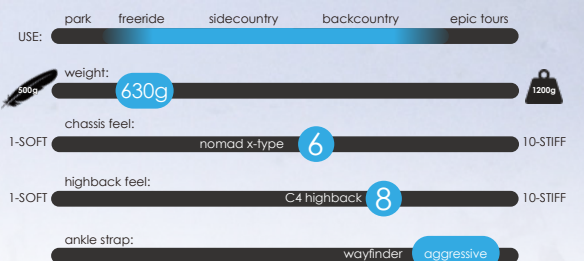 park freeride sidecountry backcountry epic tours
USE:
weight:
500g 630g 1200g
chassis feel:
1-SOFT nomad x-type 6 10-STIFF
highback feel:
1-SOFT C4 highback 8 10-STIFF
ankle strap:
wayfinder aggressive